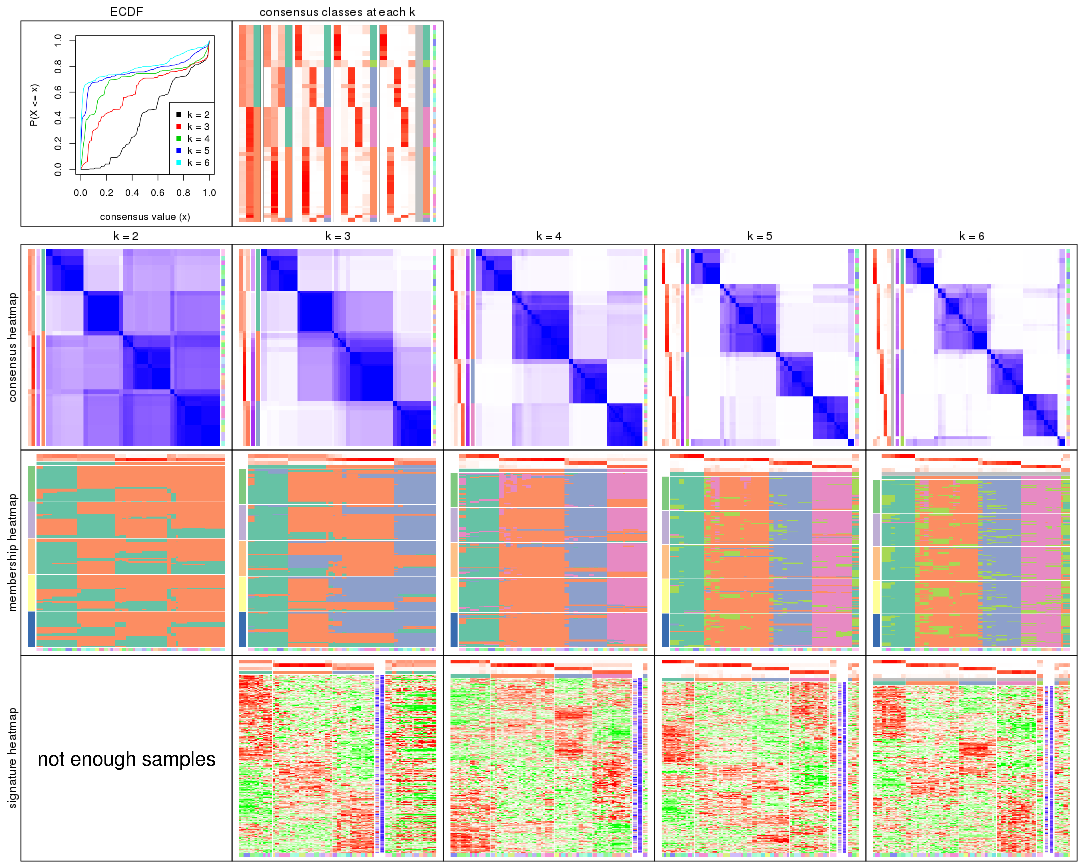 ECDF
consensus classes at each k
P(X <= x)
0.0 0.2 0.4 0.6 0.8 1.0
k = 2
k = 3
k = 4
k = 5
k = 6
0.0 0.2 0.4 0.6 0.8 1.0
consensus value (x)
k = 2 k = 3 k = 4 k = 5 k = 6
consensus heatmap
membership heatmap
signature heatmap
not enough samples